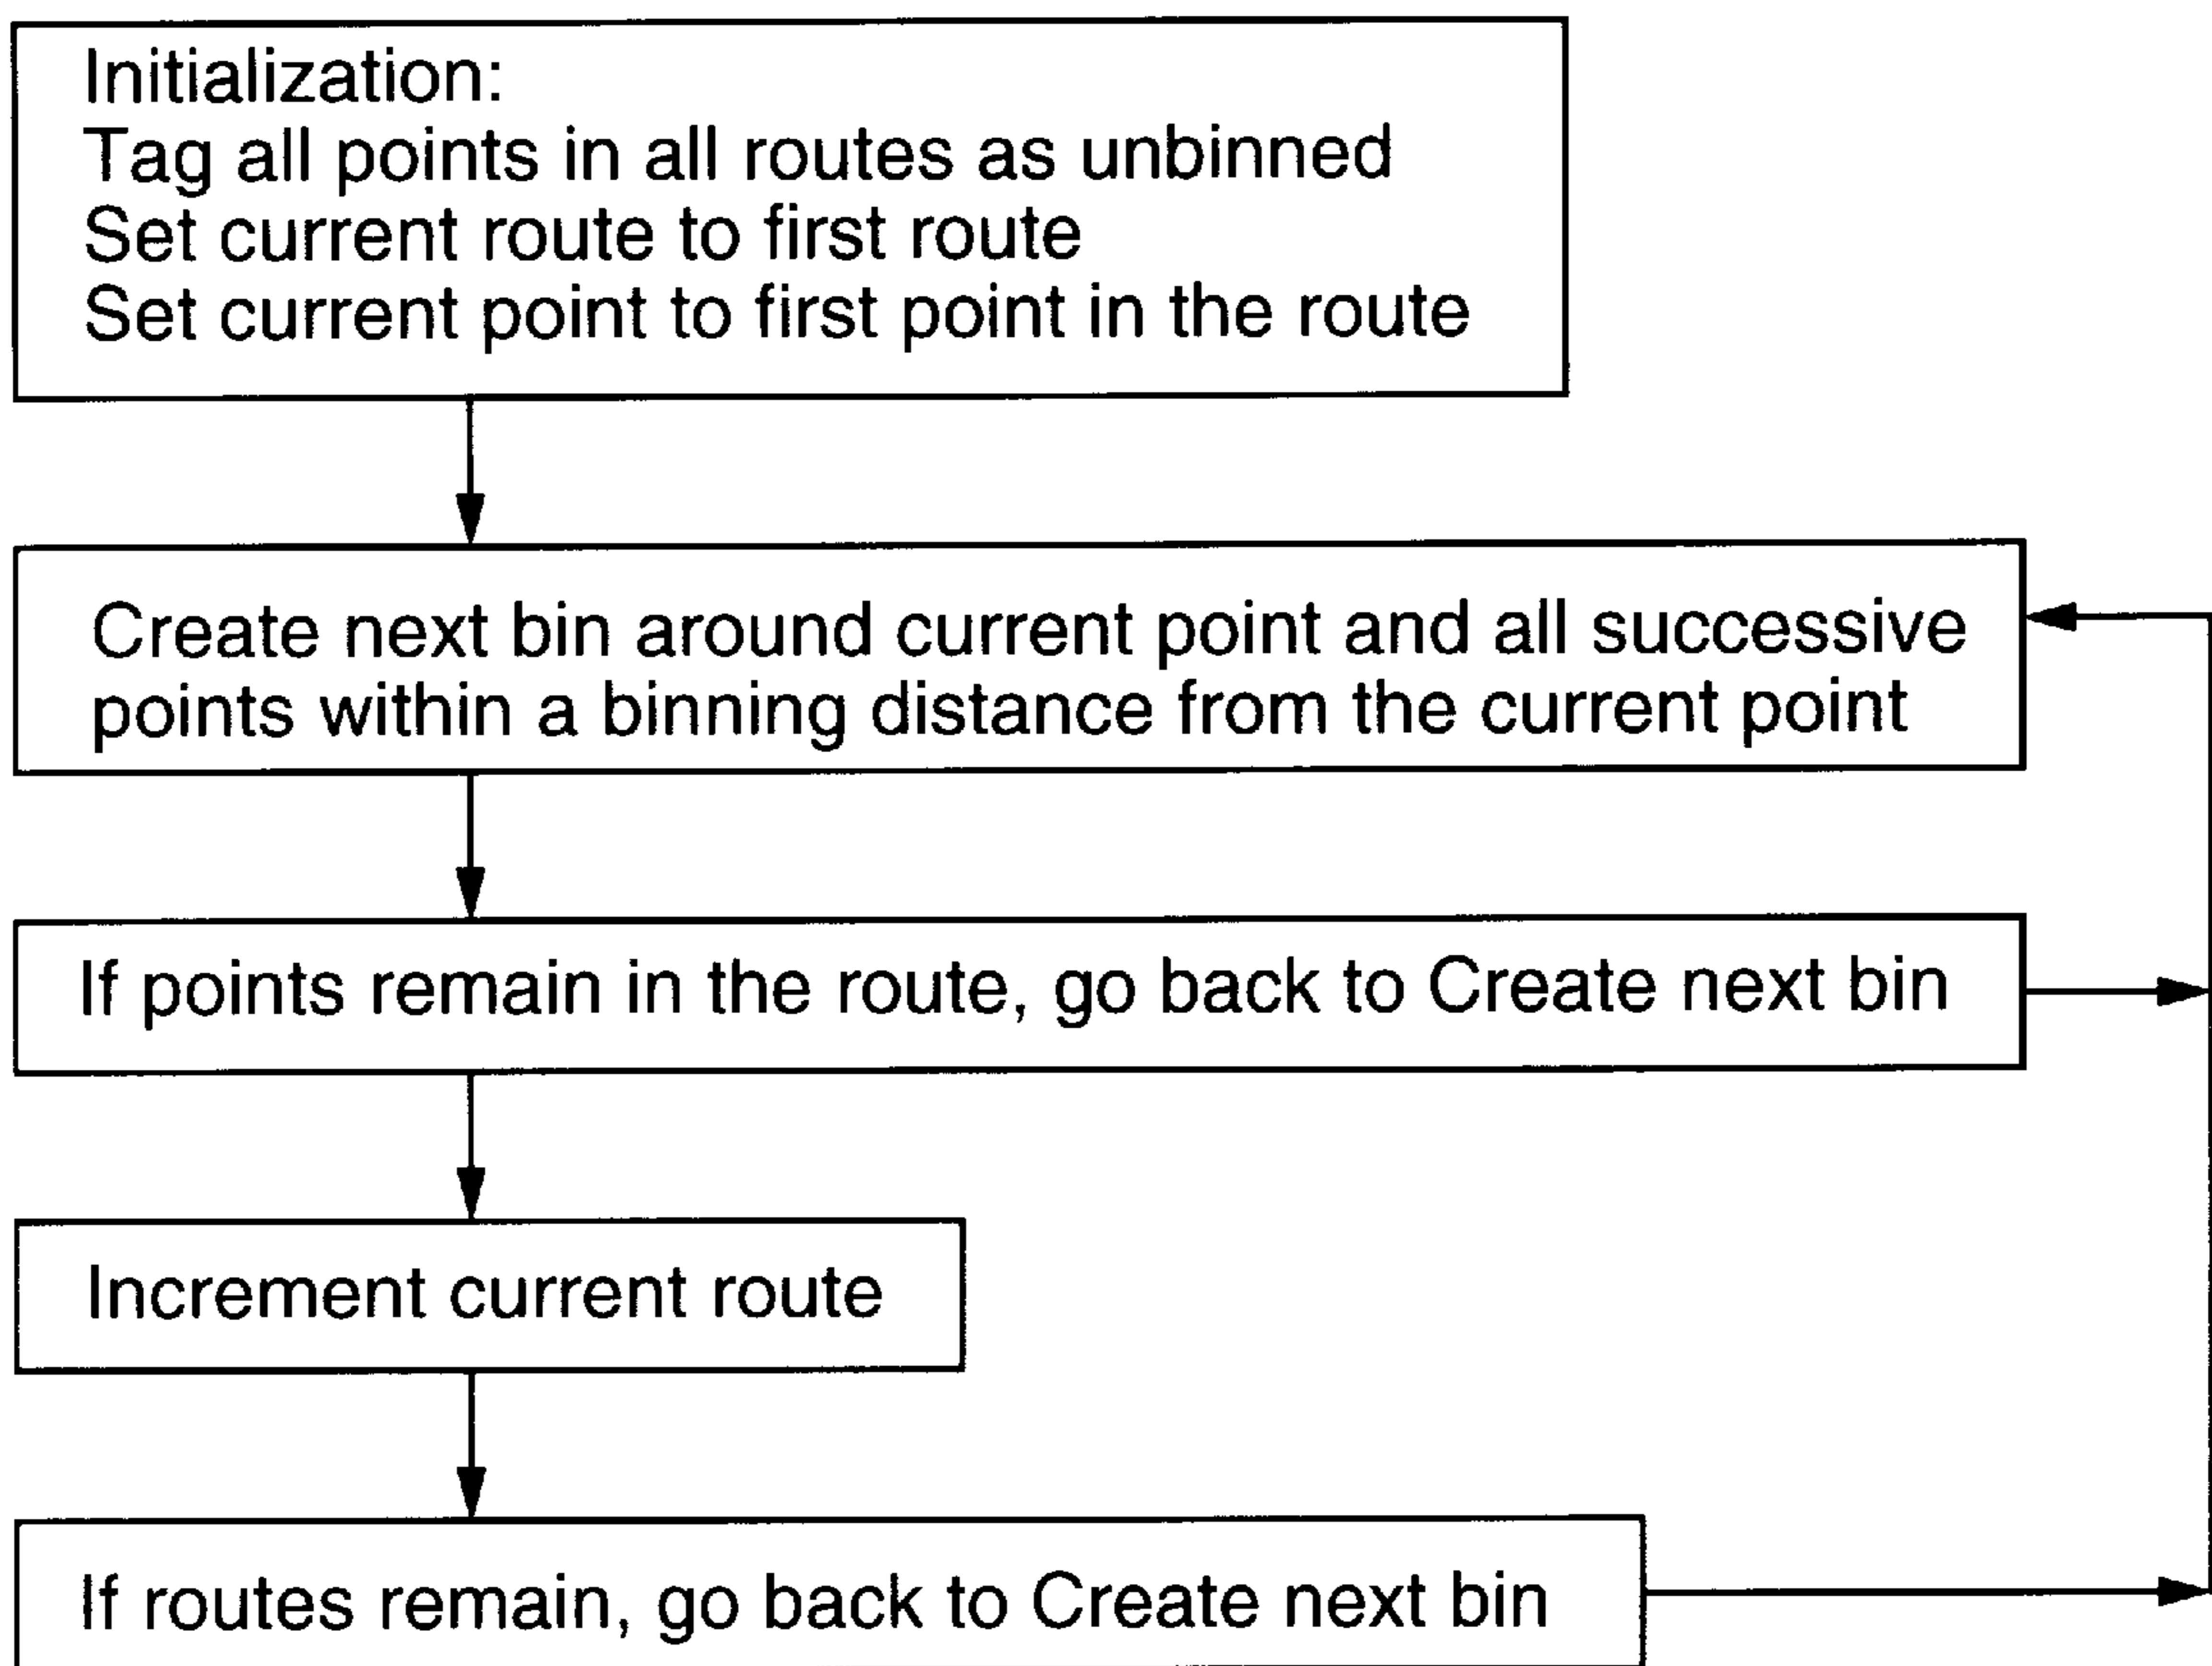 Initialization:
Tag all points in all routes as unbinned
Set current route to first route
Set current point to first point in the route
Create next bin around current point and all successive
points within a binning distance from the current point
If points remain in the route, go back to Create next bin
Increment current route
If routes remain, go back to Create next bin